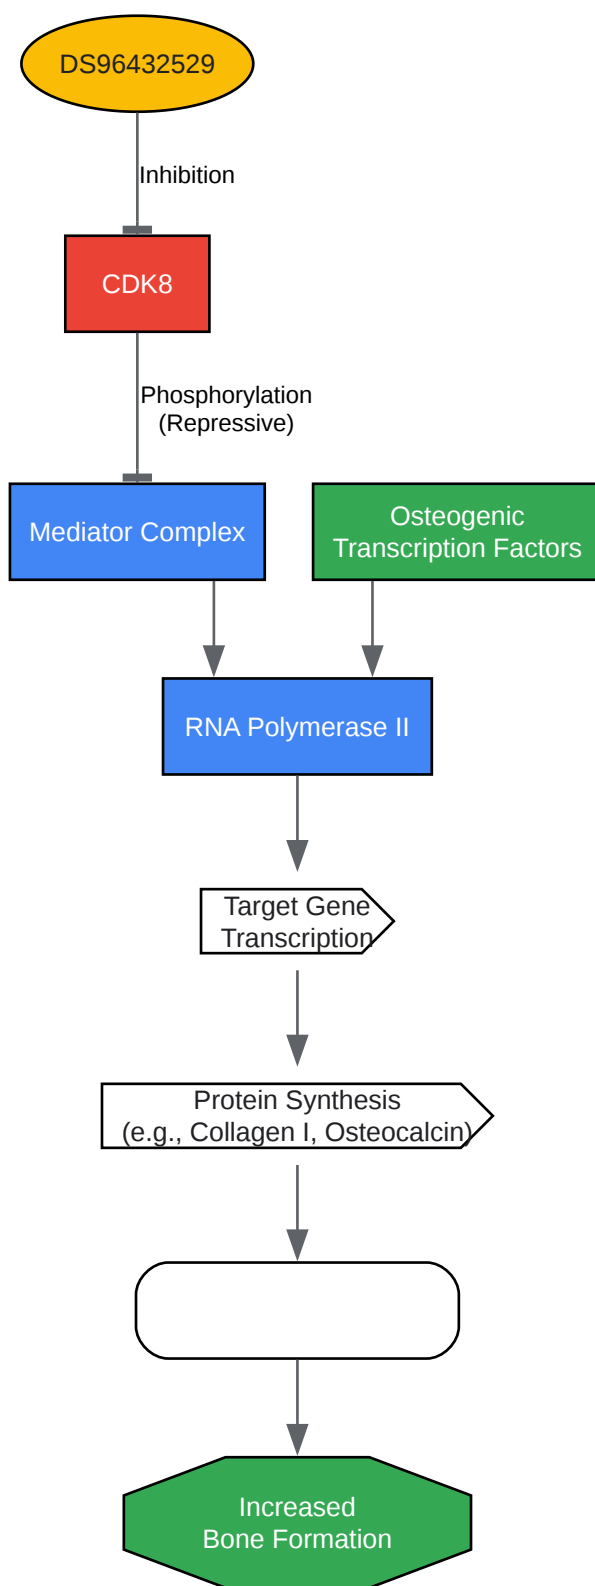 DS96432529
Inhibition
CDK8
Phosphorylation
(Repressive)
Mediator Complex
Osteogenic
Transcription Factors
RNA Polymerase II
Target Gene
Transcription
Protein Synthesis
(e.g., Collagen I, Osteocalcin)
Increased
Bone Formation